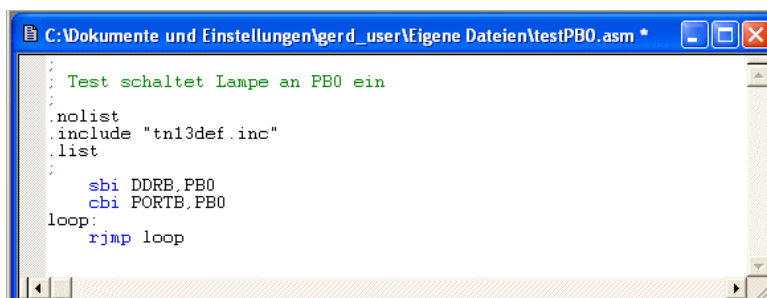 C:\Dokumente und Einstellungen\gerd_user\Eigene Dateien\testPB0.asm *
;
; Test schaltet Lampe an PB0 ein
;
.nolist
.include "tn13def.inc"
.list
;
    sbi DDRB,PB0
    cbi PORTB,PB0
loop:
    rjmp loop